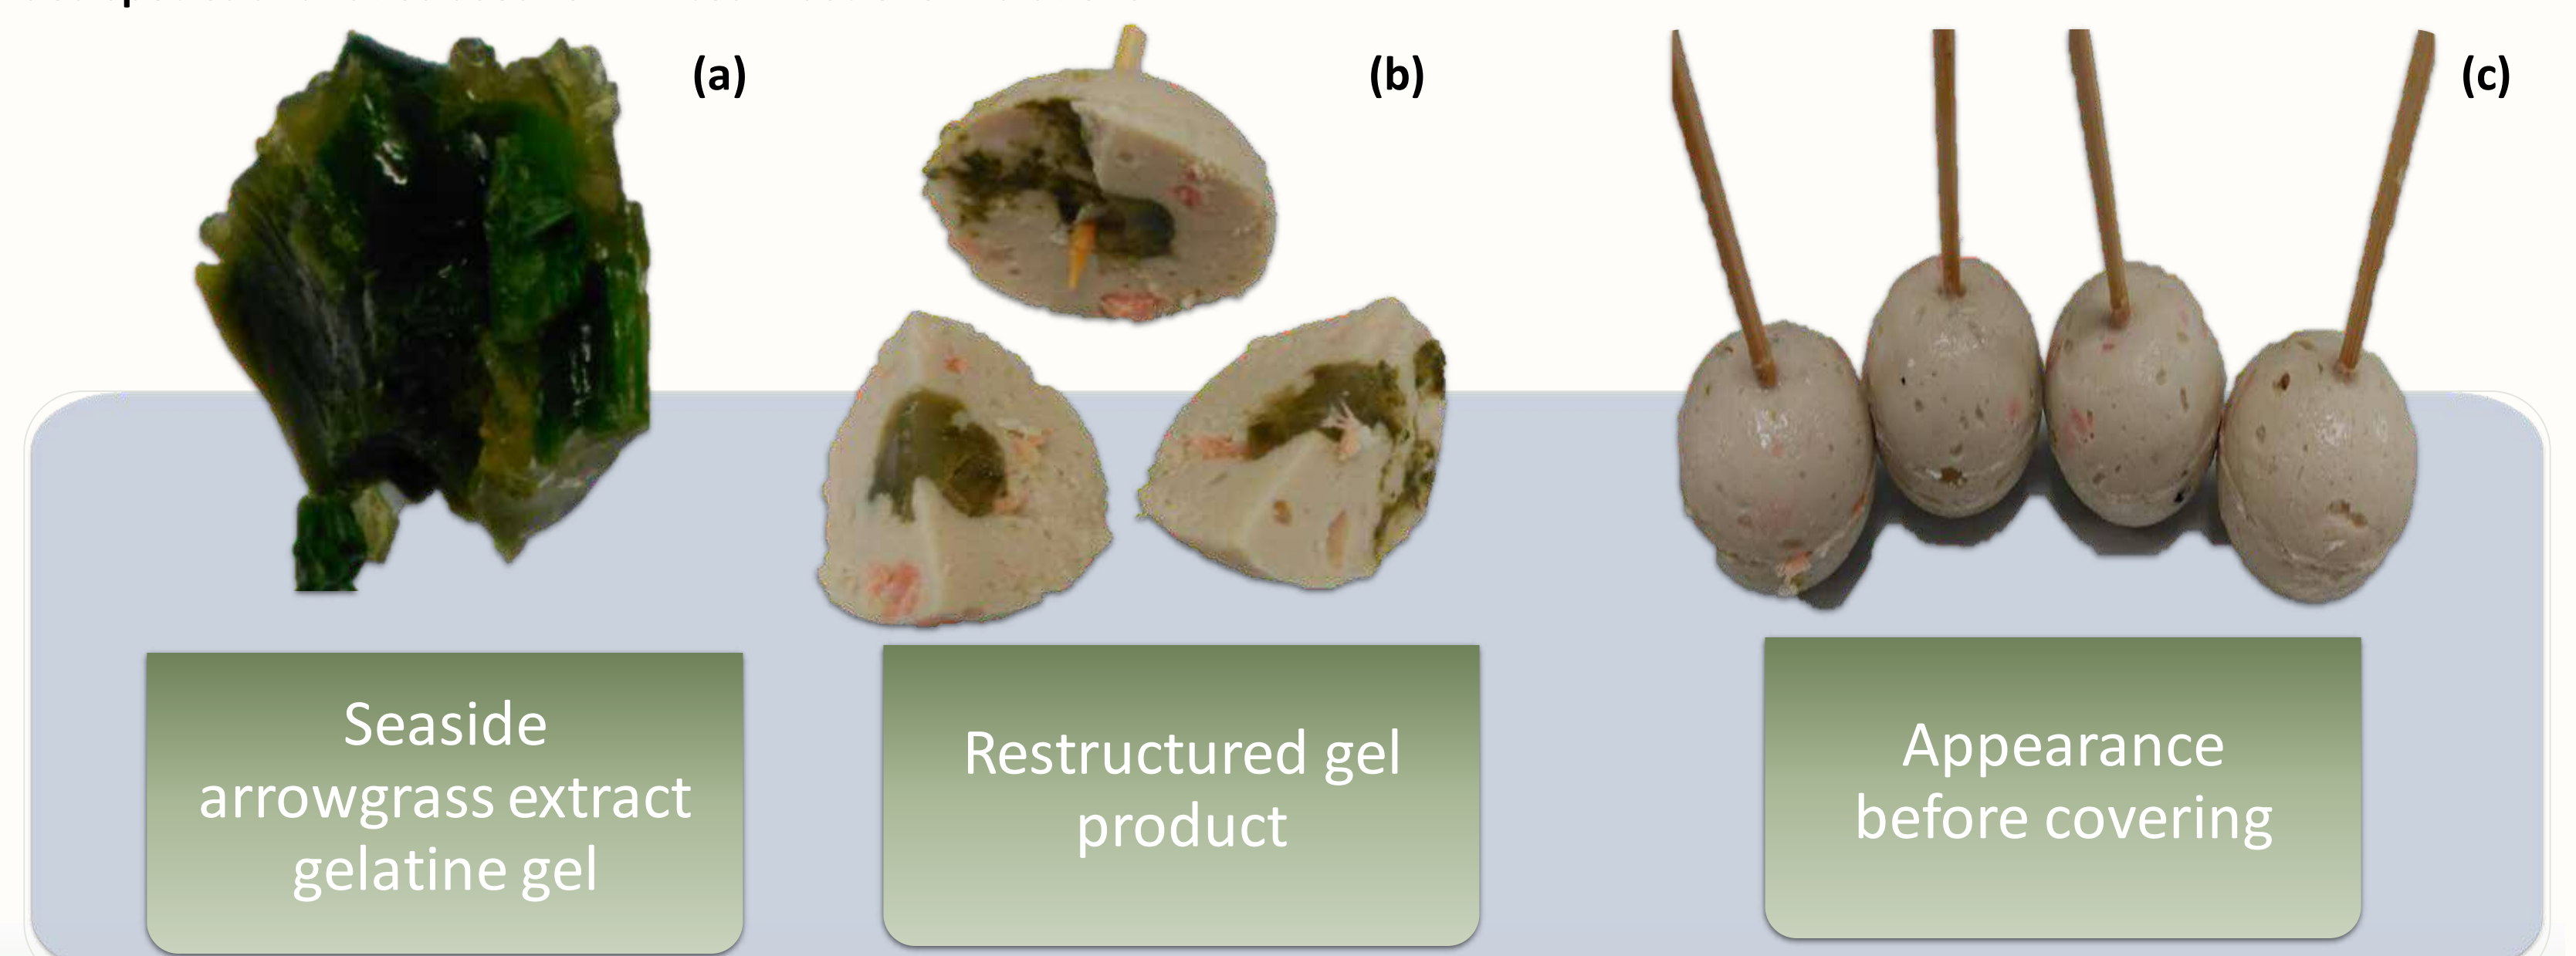 (a)
(b)
(c)
Seaside
arrowgrass extract
gelatine gel
Restructured gel
product
Appearance
before covering